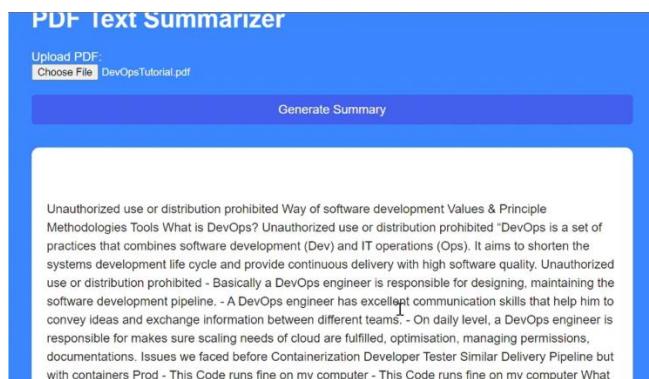 PDF Text Summarizer
Upload PDF:
Choose File DevOpsTutorial.pdf
Generate Summary
Unauthorized use or distribution prohibited Way of software development Values & Principle
Methodologies Tools What is DevOps? Unauthorized use or distribution prohibited “DevOps is a set of
practices that combines software development (Dev) and IT operations (Ops). It aims to shorten the
systems development life cycle and provide continuous delivery with high software quality. Unauthorized
use or distribution prohibited - Basically a DevOps engineer is responsible for designing, maintaining the
software development pipeline. - A DevOps engineer has excellent communication skills that help him to
convey ideas and exchange information between different teams. - On daily level, a DevOps engineer is
responsible for makes sure scaling needs of cloud are fulfilled, optimisation, managing permissions,
documentations. Issues we faced before Containerization Developer Tester Similar Delivery Pipeline but
with containers Prod - This Code runs fine on my computer - This Code runs fine on my computer What